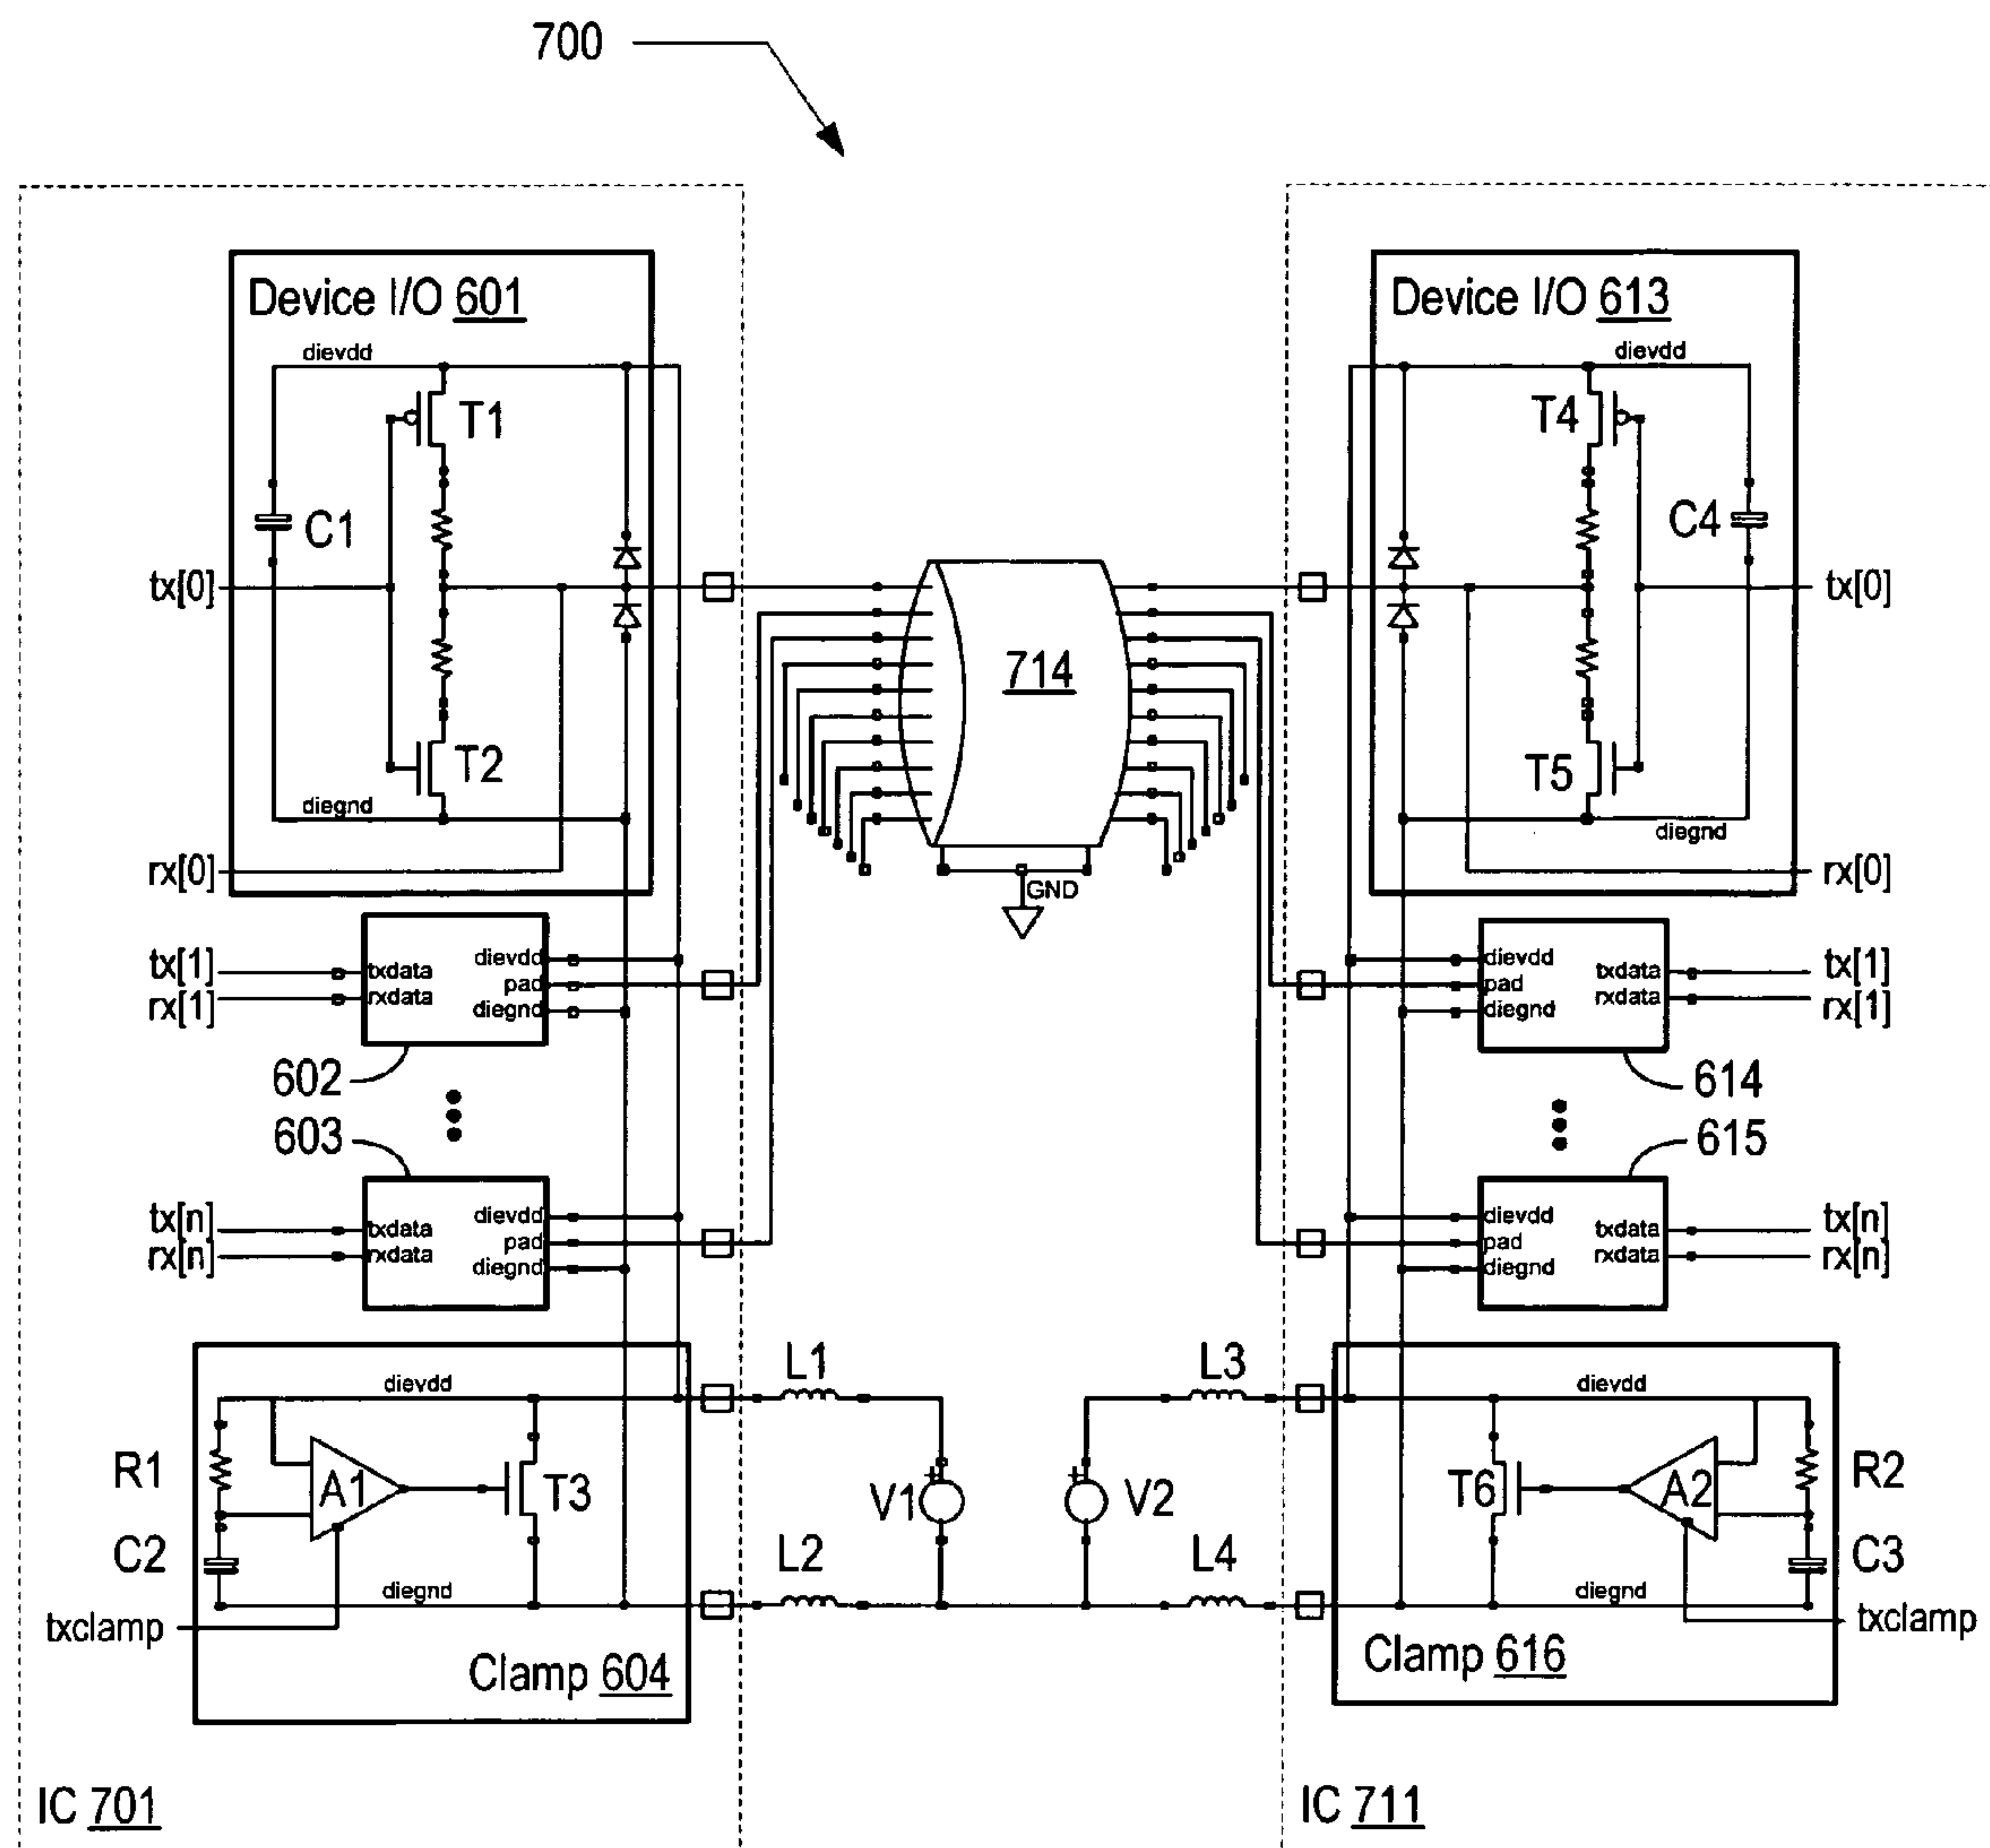 700
Device I/O 601
dievdd
T1
C1
tx[0]
T2
diegnd
rx[0]
Device I/O 613
dievdd
T4
C4
tx[0]
T5
diegnd
rx[0]
714
GND
tx[1]
rx[1]
txdata
rxdata
dievdd
pad
diegnd
602
603
tx[n]
rx[n]
txdata
rxdata
dievdd
pad
diegnd
dievdd
pad
diegnd
txdata
rxdata
tx[1]
rx[1]
614
615
dievdd
pad
diegnd
txdata
rxdata
tx[n]
rx[n]
dievdd
R1
A1
T3
C2
diegnd
txclamp
Clamp 604
L1
L3
V1
V2
L2
L4
dievdd
T6
A2
R2
C3
diegnd
txclamp
Clamp 616
IC 701
IC 711